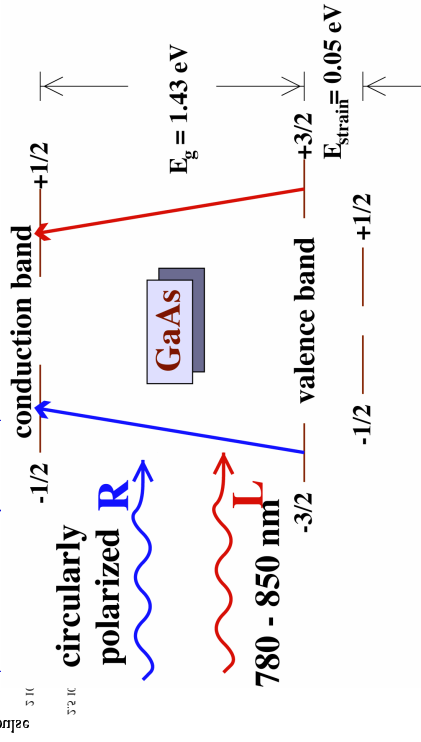 -1/2
conduction band
+1/2
circularly
polarized
R
GaAs
E_g = 1.43 eV
L
780 - 850 nm
-3/2
valence band
+3/2
E_strain = 0.05 eV
-1/2
+1/2